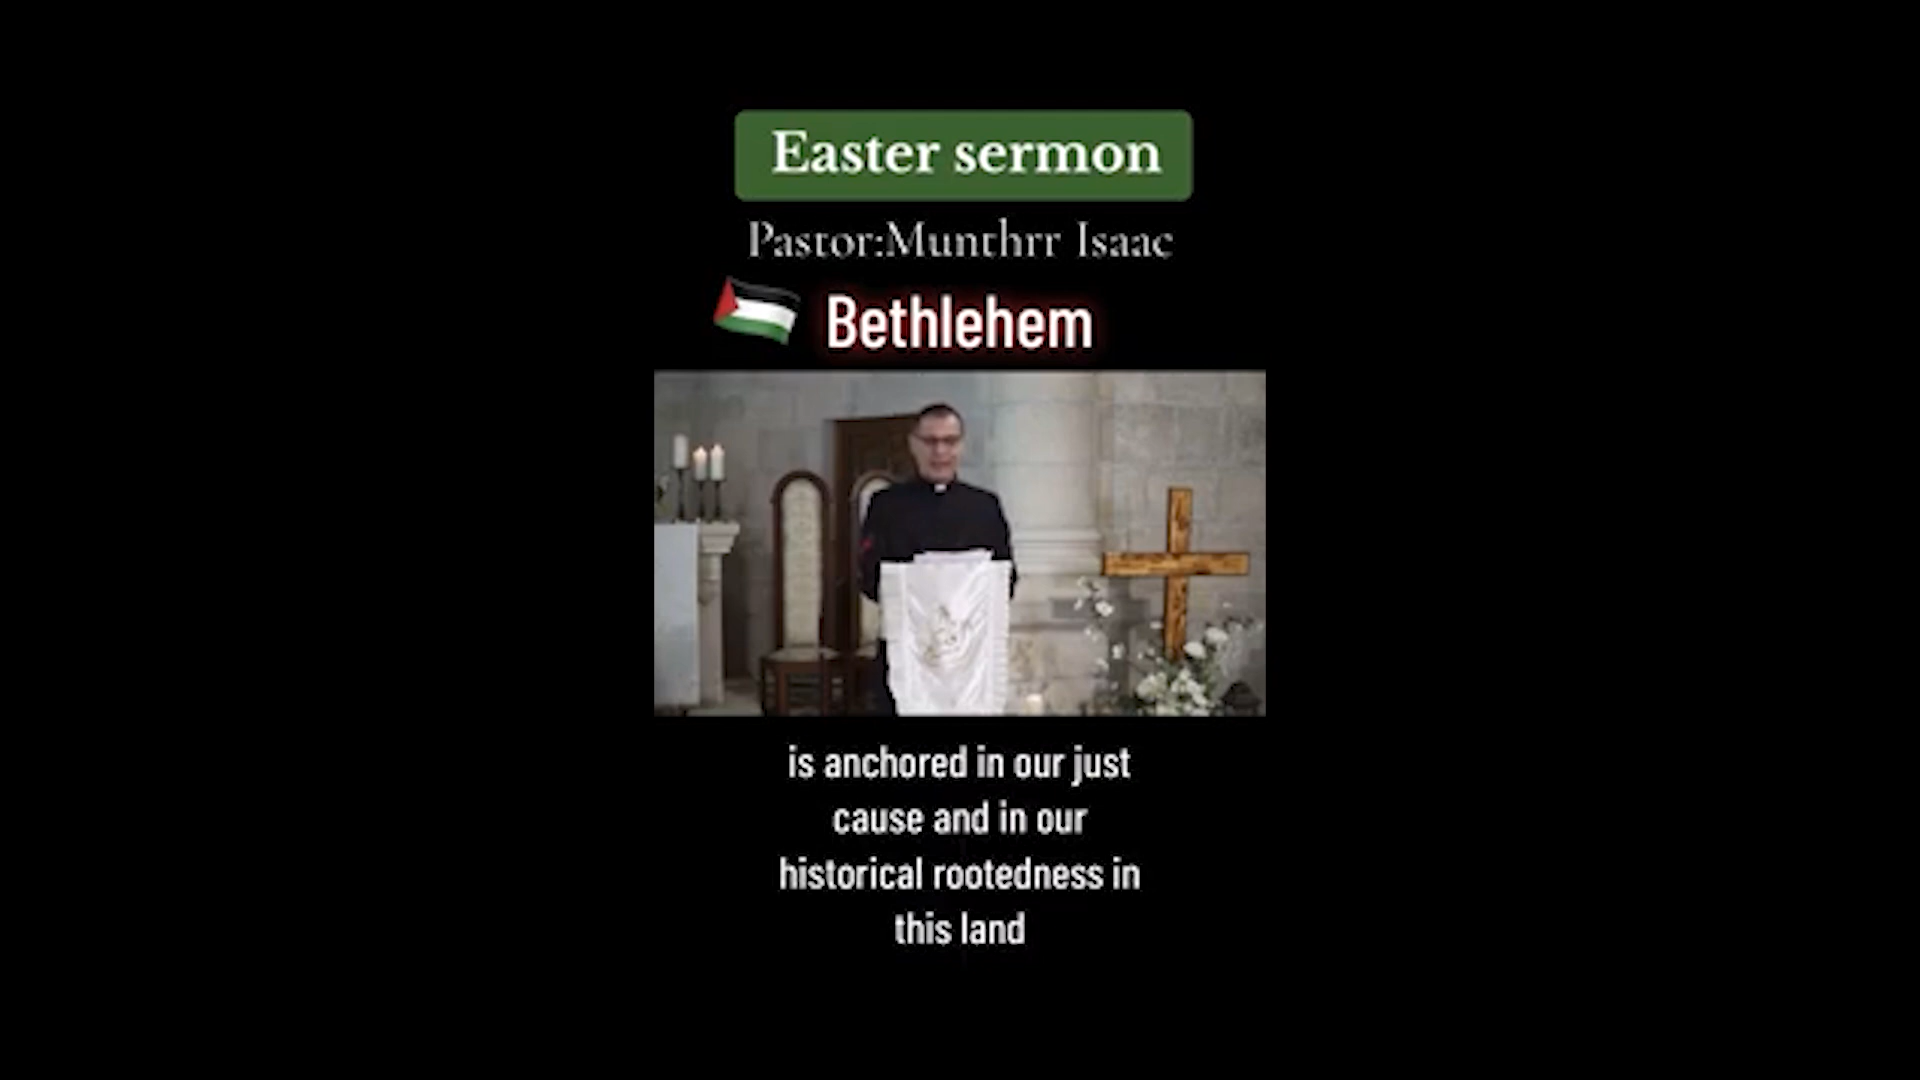 Easter sermon
Pastor:Munthrr Isaac
Bethlehem
is anchored in our just
cause and in our
historical rootedness in
this land